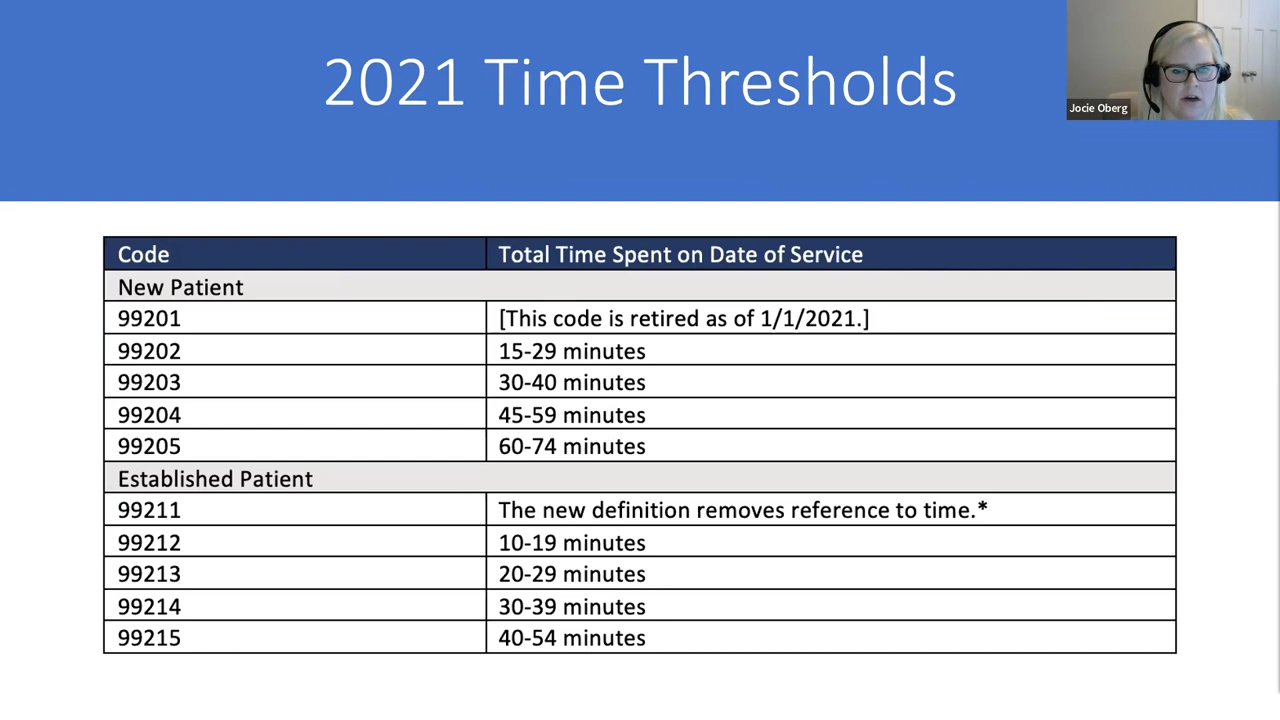 2021 Time Thresholds
Jocie Oberg
Code Total Time Spent on Date of Service
New Patient
99201 [This code is retired as of 1/1/2021.]
99202 15-29 minutes
99203 30-40 minutes
99204 45-59 minutes
99205 60-74 minutes
Established Patient
99211 The new definition removes reference to time.*
99212 10-19 minutes
99213 20-29 minutes
99214 30-39 minutes
99215 40-54 minutes